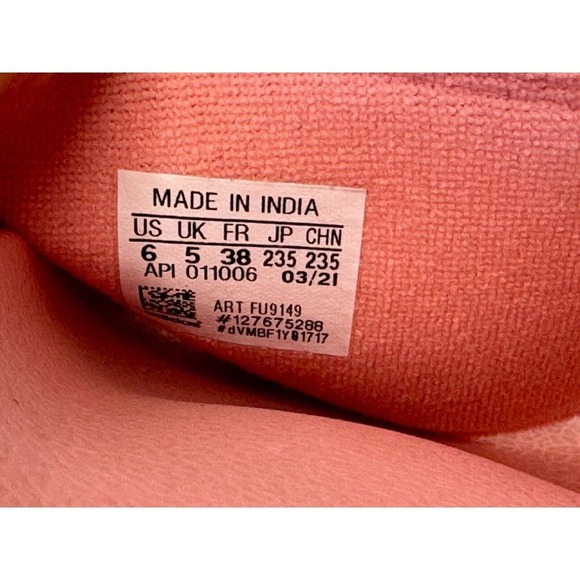 MADE IN INDIA
US UK FR JP CHN
6 5 38 235 235
API 011006 03/21
ART FU9149
#127675288